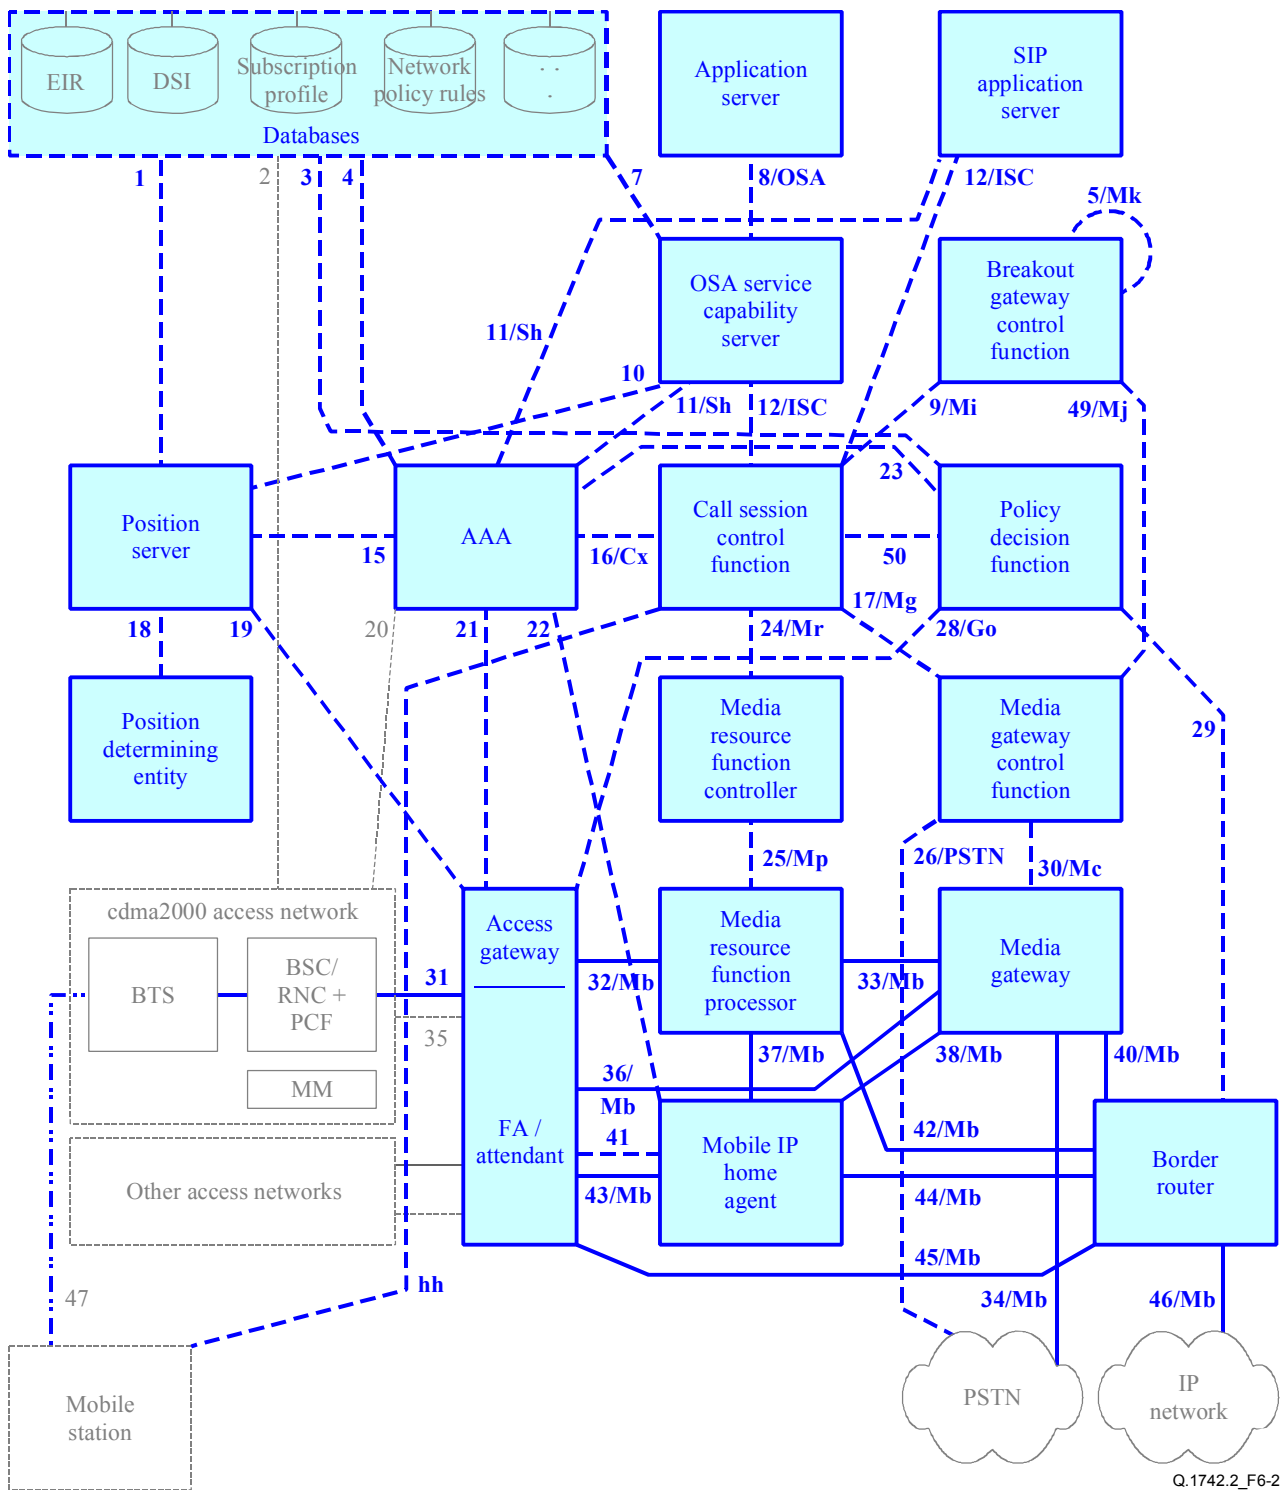 EIR
DSI
Subscription
profile
Network
policy rules
. .
.
Databases
Application
server
SIP
application
server
1
2
3
4
7
8/OSA
12/ISC
5/Mk
OSA service
capability
server
Breakout
gateway
control
function
11/Sh
10
11/Sh
12/ISC
9/Mi
49/Mj
23
Position
server
15
AAA
16/Cx
Call session
control
function
50
Policy
decision
function
17/Mg
18
19
20
21
22
24/Mr
28/Go
Position
determining
entity
Media
resource
function
controller
Media
gateway
control
function
29
25/Mp
26/PSTN
30/Mc
cdma2000 access network
BTS
BSC/
RNC +
PCF
MM
31
35
Access
gateway
FA /
attendant
32/Mb
Media
resource
function
processor
33/Mb
Media
gateway
36/
Mb
37/Mb
38/Mb
40/Mb
41
43/Mb
Mobile IP
home
agent
42/Mb
44/Mb
Border
router
Other access networks
45/Mb
47
hh
34/Mb
46/Mb
Mobile
station
PSTN
IP
network
Q.1742.2_F6-2